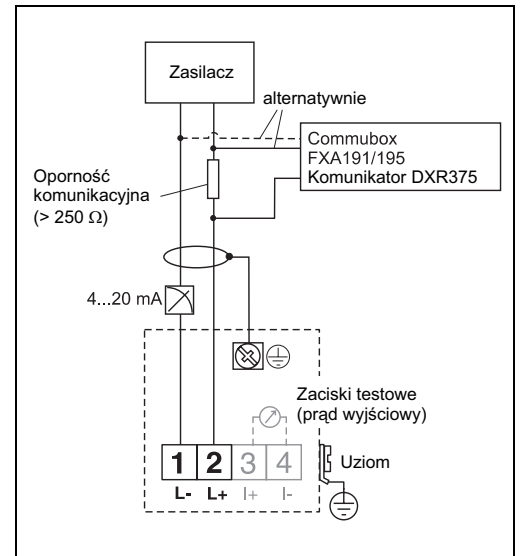 Zasilacz
alternatywnie
Commubox
FXA191/195
Komunikator DXR375
Oporność
komunikacyjna
(> 250 Ω)
4...20 mA
Zaciski testowe
(prąd wyjściowy)
1 2 3 4
L- L+ I+ I-
Uziom